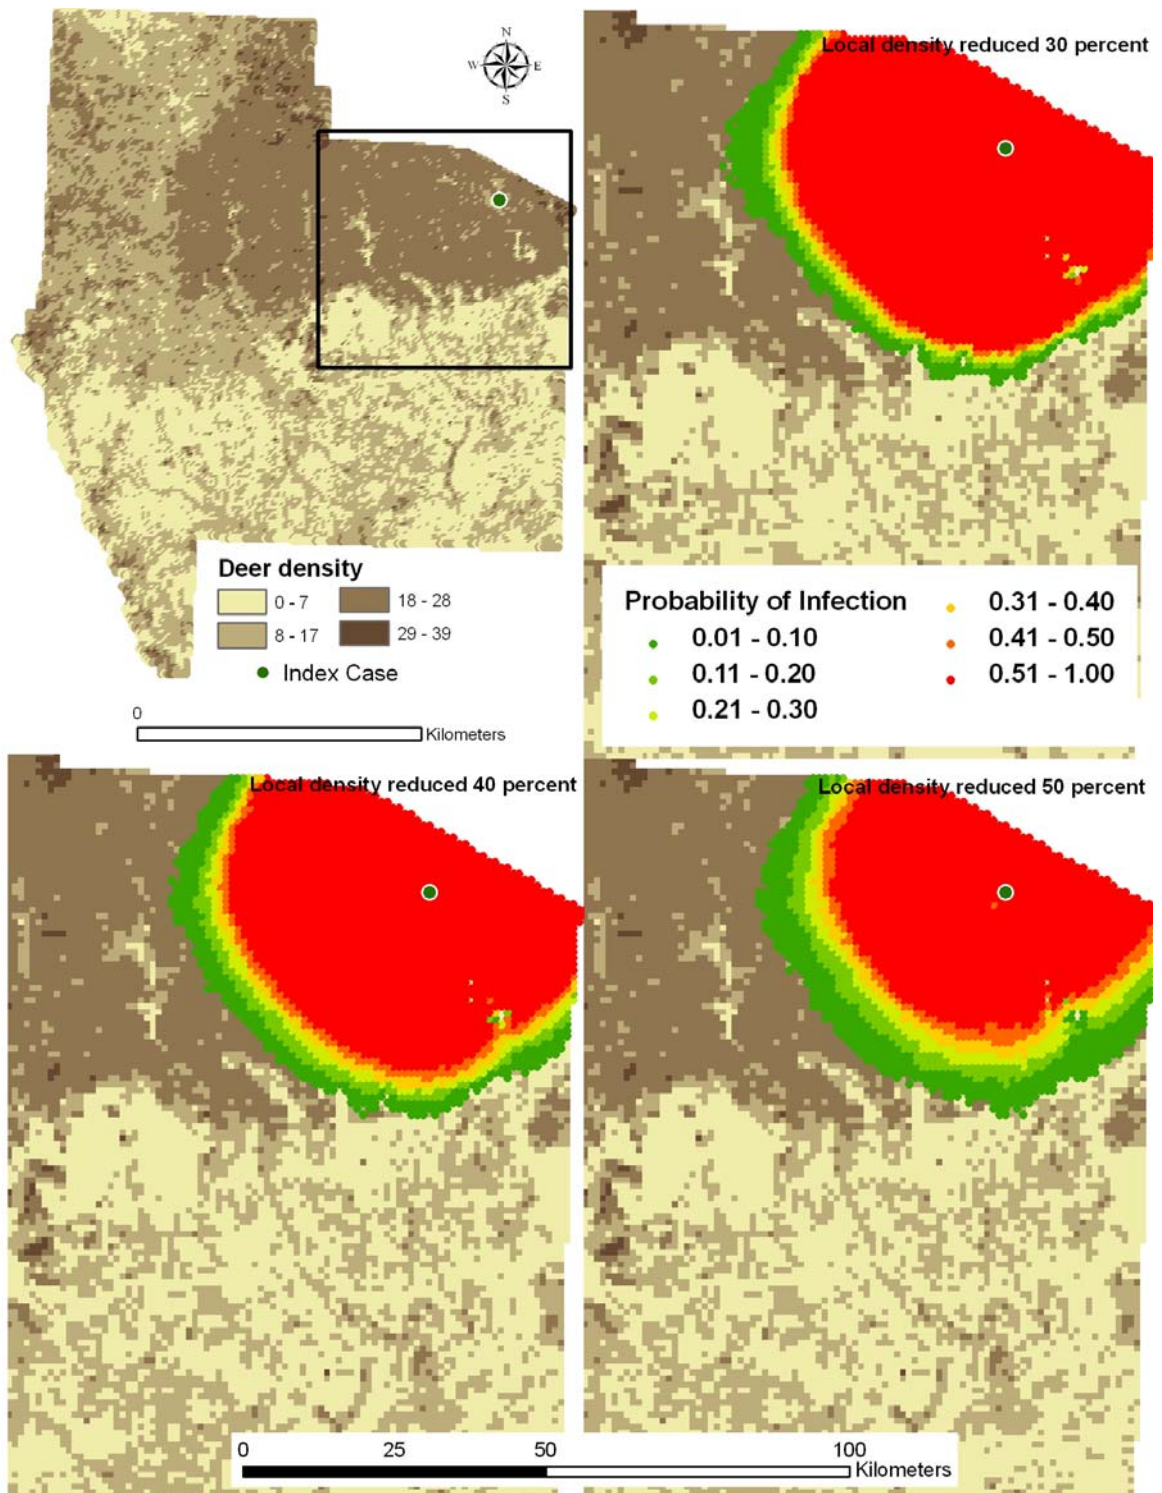 N
W E
S
Local density reduced 30 percent
Deer density
0 - 7
18 - 28
8 - 17
29 - 39
Index Case
0
Kilometers
Probability of Infection
0.01 - 0.10
0.11 - 0.20
0.21 - 0.30
0.31 - 0.40
0.41 - 0.50
0.51 - 1.00
Local density reduced 40 percent
Local density reduced 50 percent
0 25 50 100
Kilometers